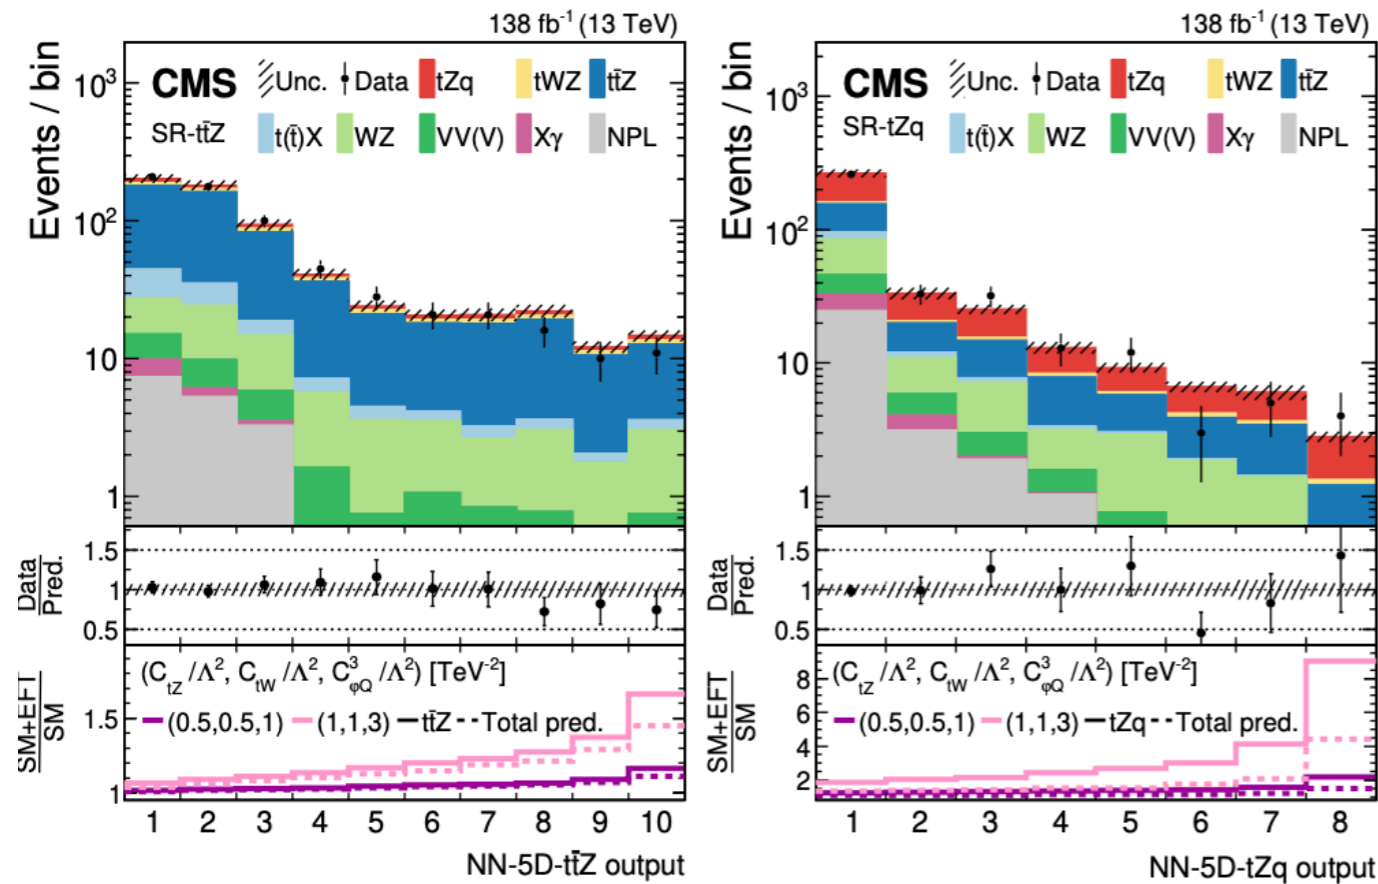 138 fb⁻¹ (13 TeV)
Events / bin
CMS
Unc. Data tZq tWZ tt̄Z
SR-tt̄Z
t(t̄)X WZ VV(V) Xγ NPL
10³
10²
10
1
Data
Pred.
1.5
1
0.5
SM+EFT
SM
(C_tZ /Λ², C_tW /Λ², C³_φQ /Λ²) [TeV⁻²]
(0.5,0.5,1) (1,1,3) tt̄Z Total pred.
1.5
1
1 2 3 4 5 6 7 8 9 10
NN-5D-tt̄Z output
138 fb⁻¹ (13 TeV)
Events / bin
CMS
Unc. Data tZq tWZ tt̄Z
SR-tZq
t(t̄)X WZ VV(V) Xγ NPL
10³
10²
10
1
Data
Pred.
1.5
1
0.5
SM+EFT
SM
(C_tZ /Λ², C_tW /Λ², C³_φQ /Λ²) [TeV⁻²]
(0.5,0.5,1) (1,1,3) tZq Total pred.
8
6
4
2
1 2 3 4 5 6 7 8
NN-5D-tZq output